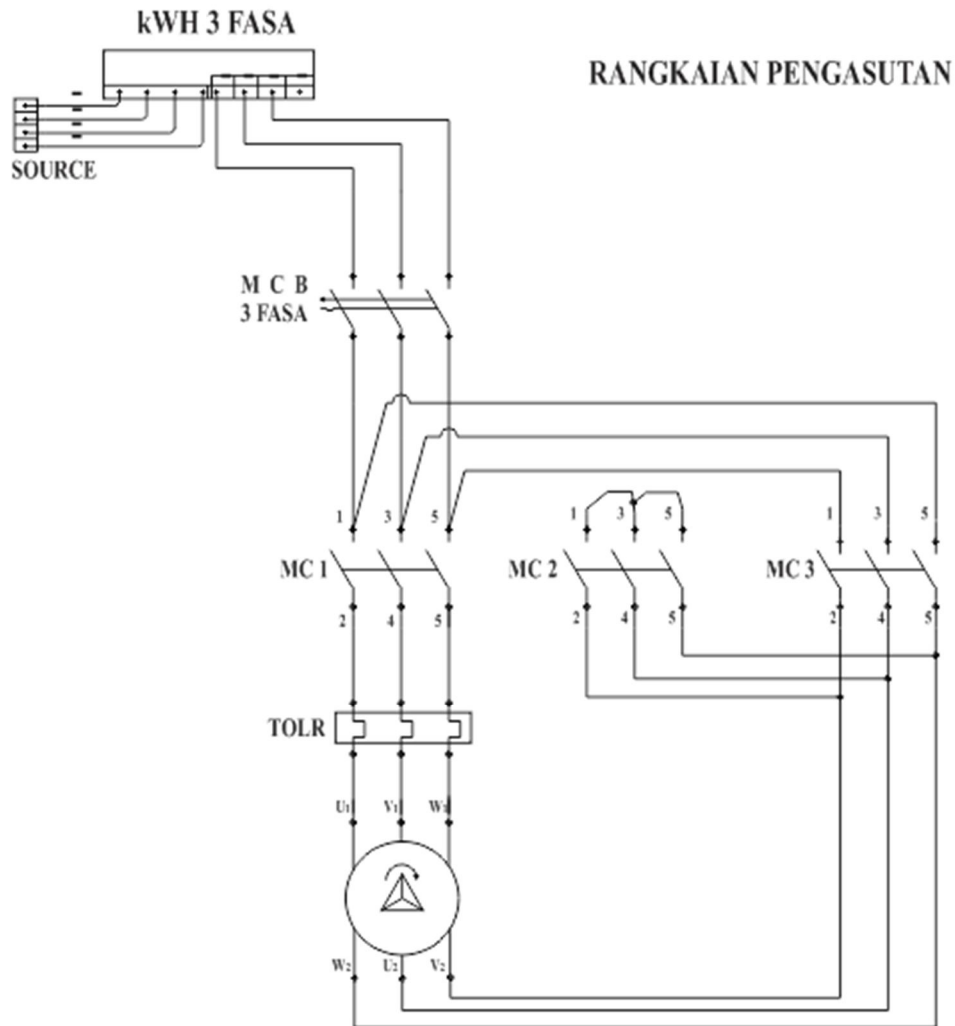 kWH 3 FASA
RANGKAIAN PENGASUTAN
SOURCE
M C B
3 FASA
1 3 5
1 3 5
1 3 5
MC 1
MC 2
MC 3
2 4 5
2 4 5
2 4 5
TOLR
U1 V1 W1
W2 U2 V2